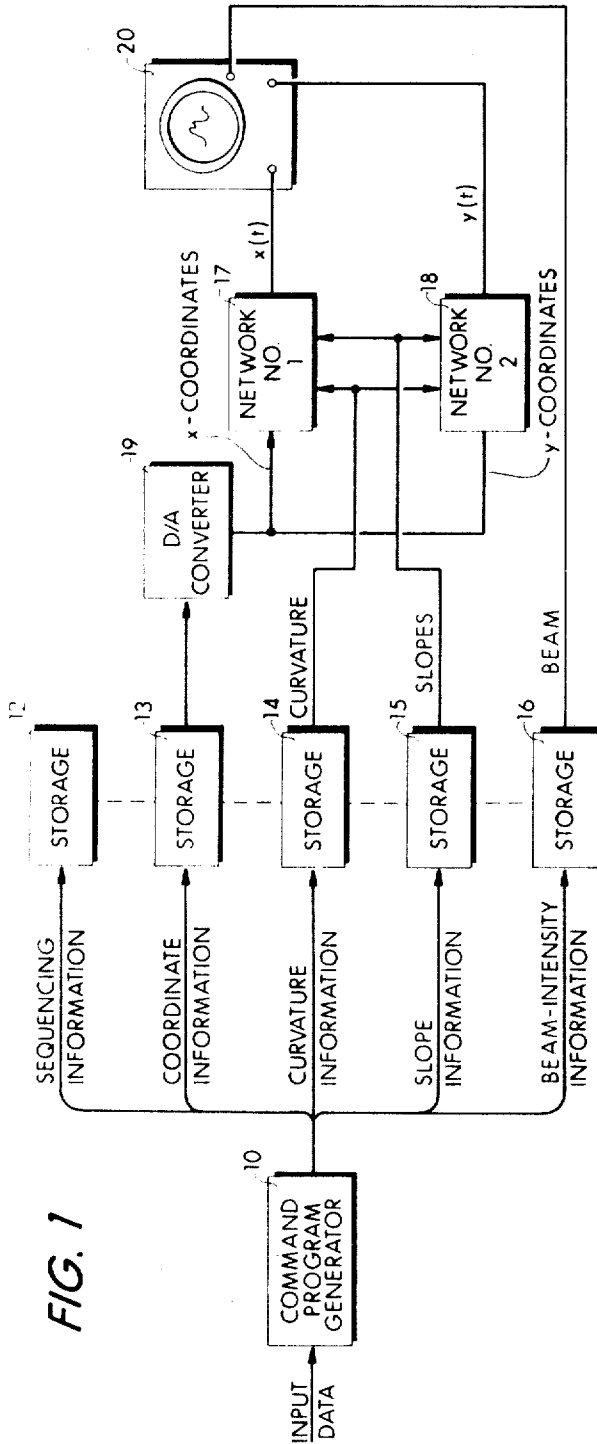 FIG. 1
INPUT
DATA
10
COMMAND
PROGRAM
GENERATOR
SEQUENCING
INFORMATION
COORDINATE
INFORMATION
CURVATURE
INFORMATION
SLOPE
INFORMATION
BEAM-INTENSITY
INFORMATION
12
STORAGE
13
STORAGE
14
STORAGE
15
STORAGE
16
STORAGE
CURVATURE
SLOPES
BEAM
19
D/A
CONVERTER
x-COORDINATES
y-COORDINATES
17
NETWORK
NO.
1
18
NETWORK
NO.
2
x(t)
y(t)
20